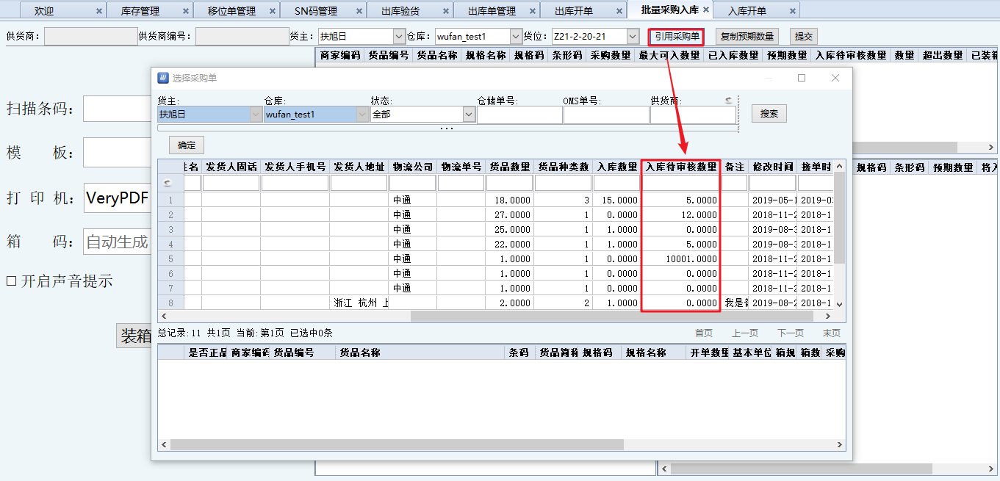 欢迎 库存管理 移位单管理 SN码管理 出库验货 出库单管理 出库开单 批量采购入库 入库开单
供货商: 供货商编号: 货主: 扶旭日 仓库: wufan_test1 货位: Z21-2-20-21 引用采购单 复制预期数量 提交
商家编码 货品编号 货品名称 规格名称 规格码 条形码 采购数量 最大可入数量 已入库数量 预期数量 入库待审核数量 数量 超出数量 已装箱
选择采购单
货主: 仓库: 状态: 仓储单号: OMS单号: 供货商:
扶旭日 wufan_test1 全部 搜索
扫描条码:
确定
模 板:
发货人固话 发货人手机号 发货人地址 物流公司 物流单号 货品数量 货品种类数 入库数量 入库待审核数量 备注 修改时间 接单时
规格码 条形码 预期数量 将入
打 印 机: VeryPDF
1 中通 18.0000 3 15.0000 5.0000 2019-05-1 2019-0
2 中通 27.0000 1 0.0000 12.0000 2018-11-2 2018-1
3 中通 25.0000 1 1.0000 0.0000 2019-08-3 2018-1
箱 码: 自动生成
4 中通 22.0000 1 1.0000 5.0000 2019-08-3 2018-1
5 中通 1.0000 1 0.0000 10001.0000 2018-11-2 2018-1
6 中通 1.0000 1 0.0000 0.0000 2018-11-2 2018-1
开启声音提示
7 中通 1.0000 1 0.0000 0.0000 2018-11-2 2018-1
8 浙江 杭州 上 2.0000 2 1.0000 0.0000 我是备 2019-08-2 2018-1
装箱
总记录:11 共1页 当前:第1页 已选中0条 首页 上一页 下一页 末页
是否正品 商家编码 货品编号 货品名称 条码 货品简称 规格码 规格名称 开单数量 基本单位 箱规 箱数 采购